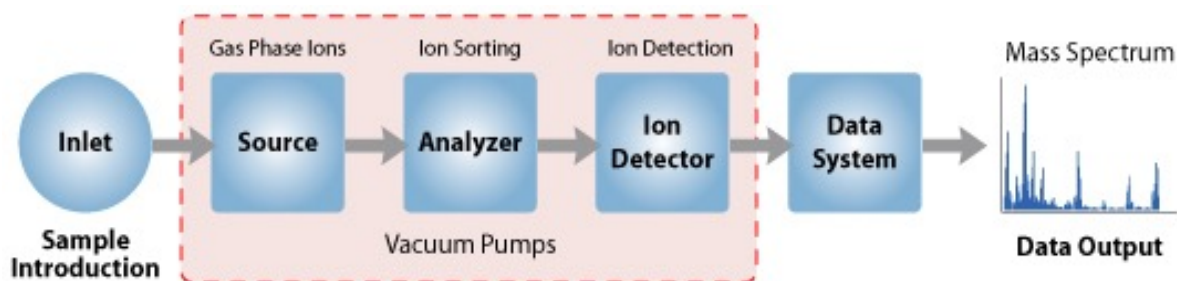 Gas Phase Ions
Ion Sorting
Ion Detection
Mass Spectrum
Inlet
Source
Analyzer
Ion
Detector
Data
System
Sample
Introduction
Vacuum Pumps
Data Output